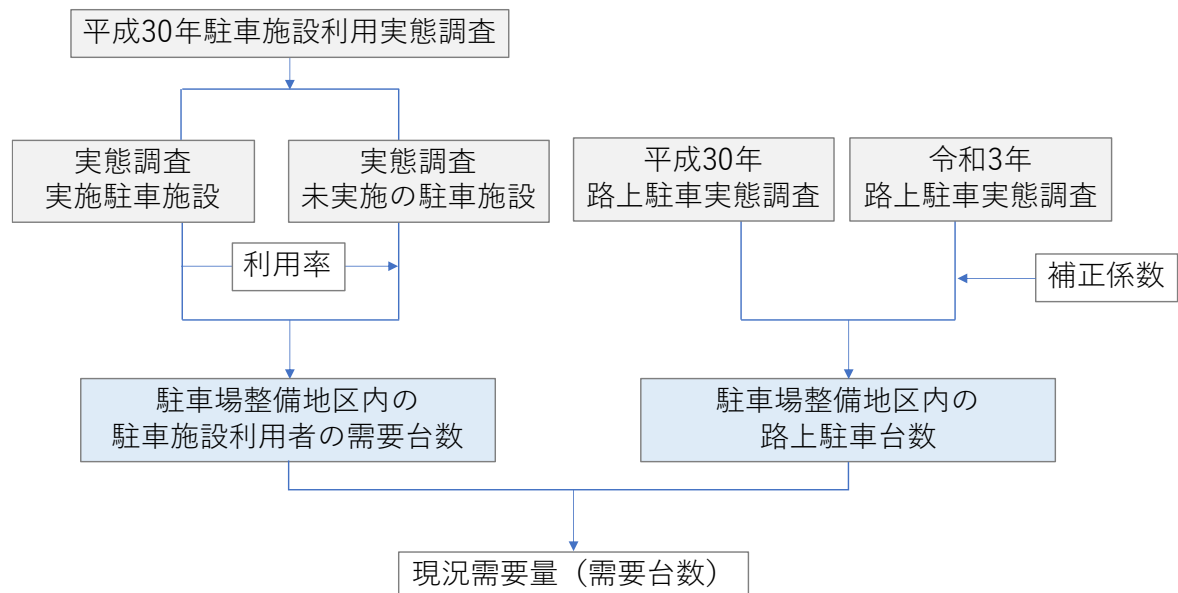 平成30年駐車施設利用実態調査
実態調査
実施駐車施設
実態調査
未実施の駐車施設
平成30年
路上駐車実態調査
令和3年
路上駐車実態調査
利用率
補正係数
駐車場整備地区内の
駐車施設利用者の需要台数
駐車場整備地区内の
路上駐車台数
現況需要量（需要台数）